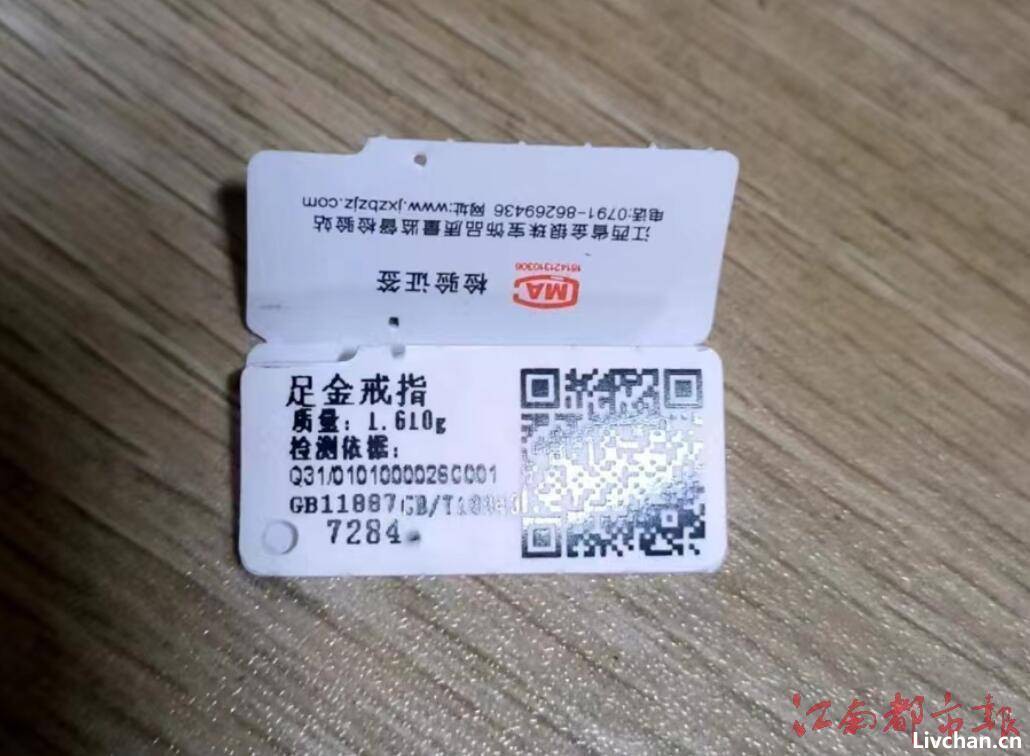 江西省金银珠宝饰品质量监督检验站
电话:0791-86269436 网址:www.jxzbzjz.com
MA
16142310306
检验证签
足金戒指
质量：1.610g
检测依据：
Q31/0101000026C001
GB11887
7284
江南都市报
Livchan.cn